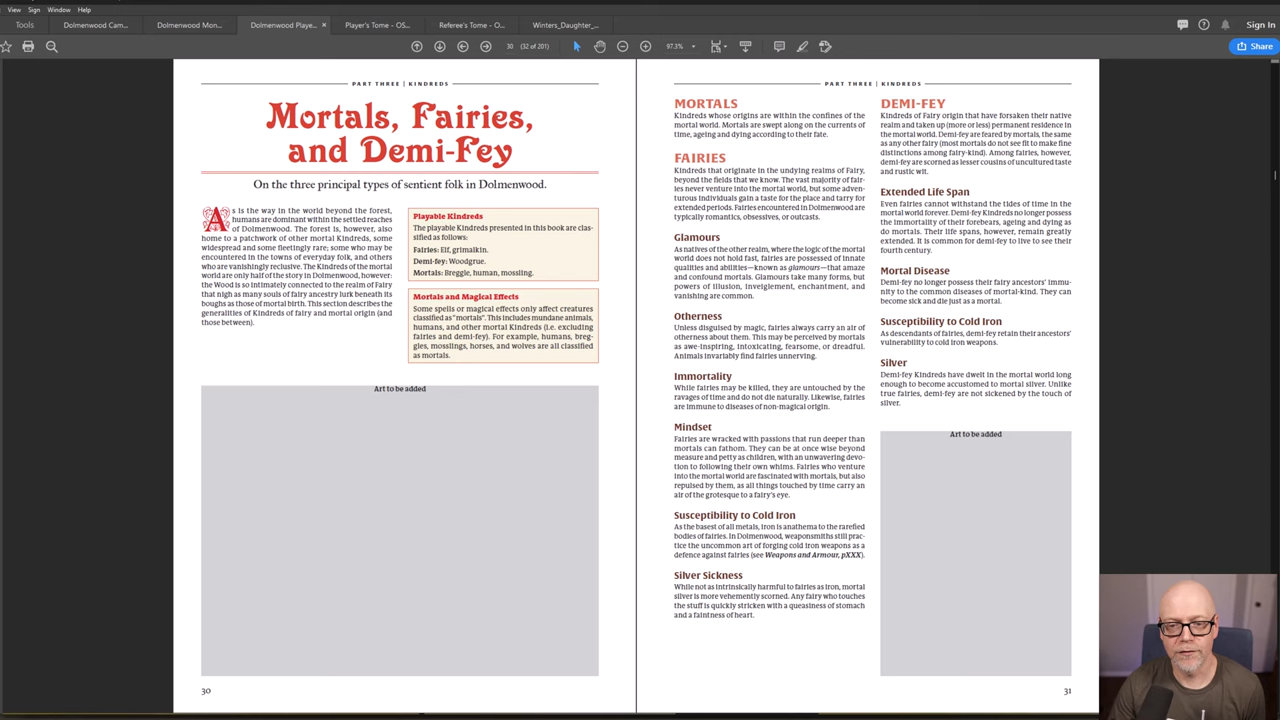 View Sign Window Help
Tools
Dolmenwood Cam...
Dolmenwood Mon...
Dolmenwood Playe... ×
Player's Tome - OS...
Referee's Tome - O...
Winters_Daughter_...
Sign In
30 (32 of 201)
97.3%
Share
PART THREE | KINDREDS
Mortals, Fairies,
and Demi-Fey
On the three principal types of sentient folk in Dolmenwood.
As is the way in the world beyond the forest,
humans are dominant within the settled reaches
of Dolmenwood. The forest is, however, also
home to a patchwork of other mortal Kindreds, some
widespread and some fleetingly rare; some who may be
encountered in the towns of everyday folk, and others
who are vanishingly reclusive. The Kindreds of the mortal
world are only half of the story in Dolmenwood, however:
the Wood is so intimately connected to the realm of Fairy
that nigh as many souls of fairy ancestry lurk beneath its
boughs as those of mortal birth. This section describes the
generalities of Kindreds of fairy and mortal origin (and
those between).
Playable Kindreds
The playable Kindreds presented in this book are clas-
sified as follows:
Fairies: Elf, grimalkin.
Demi-fey: Woodgrue.
Mortals: Breggle, human, mossling.
Mortals and Magical Effects
Some spells or magical effects only affect creatures
classified as "mortals". This includes mundane animals,
humans, and other mortal Kindreds (i.e. excluding
fairies and demi-fey). For example, humans, breg-
gles, mosslings, horses, and wolves are all classified
as mortals.
Art to be added
30
PART THREE | KINDREDS
MORTALS
Kindreds whose origins are within the confines of the
mortal world. Mortals are swept along on the currents of
time, ageing and dying according to their fate.
FAIRIES
Kindreds that originate in the undying realms of Fairy,
beyond the fields that we know. The vast majority of fair-
ies never venture into the mortal world, but some adven-
turous individuals gain a taste for the place and tarry for
extended periods. Fairies encountered in Dolmenwood are
typically romantics, obsessives, or outcasts.
Glamours
As natives of the other realm, where the logic of the mortal
world does not hold fast, fairies are possessed of innate
qualities and abilities—known as glamours—that amaze
and confound mortals. Glamours take many forms, but
powers of illusion, inveiglement, enchantment, and
vanishing are common.
Otherness
Unless disguised by magic, fairies always carry an air of
otherness about them. This may be perceived by mortals
as awe-inspiring, intoxicating, fearsome, or dreadful.
Animals invariably find fairies unnerving.
Immortality
While fairies may be killed, they are untouched by the
ravages of time and do not die naturally. Likewise, fairies
are immune to diseases of non-magical origin.
Mindset
Fairies are wracked with passions that run deeper than
mortals can fathom. They can be at once wise beyond
measure and petty as children, with an unwavering devo-
tion to following their own whims. Fairies who venture
into the mortal world are fascinated with mortals, but also
repulsed by them, as all things touched by time carry an
air of the grotesque to a fairy's eye.
Susceptibility to Cold Iron
As the basest of all metals, iron is anathema to the rarefied
bodies of fairies. In Dolmenwood, weaponsmiths still prac-
tice the uncommon art of forging cold iron weapons as a
defence against fairies (see Weapons and Armour, pXXX).
Silver Sickness
While not as intrinsically harmful to fairies as iron, mortal
silver is more vehemently scorned. Any fairy who touches
the stuff is quickly stricken with a queasiness of stomach
and a faintness of heart.
DEMI-FEY
Kindreds of Fairy origin that have forsaken their native
realm and taken up (more or less) permanent residence in
the mortal world. Demi-fey are feared by mortals, the same
as any other fairy (most mortals do not see fit to make fine
distinctions among fairy-kind). Among fairies, however,
demi-fey are scorned as lesser cousins of uncultured taste
and rustic wit.
Extended Life Span
Even fairies cannot withstand the tides of time in the
mortal world forever. Demi-fey Kindreds no longer possess
the immortality of their forebears, ageing and dying as
do mortals. Their life spans, however, remain greatly
extended. It is common for demi-fey to live to see their
fourth century.
Mortal Disease
Demi-fey no longer possess their fairy ancestors' immu-
nity to the common diseases of mortal-kind. They can
become sick and die just as a mortal.
Susceptibility to Cold Iron
As descendants of fairies, demi-fey retain their ancestors'
vulnerability to cold iron weapons.
Silver
Demi-fey Kindreds have dwelt in the mortal world long
enough to become accustomed to mortal silver. Unlike
true fairies, demi-fey are not sickened by the touch of
silver.
Art to be added
31